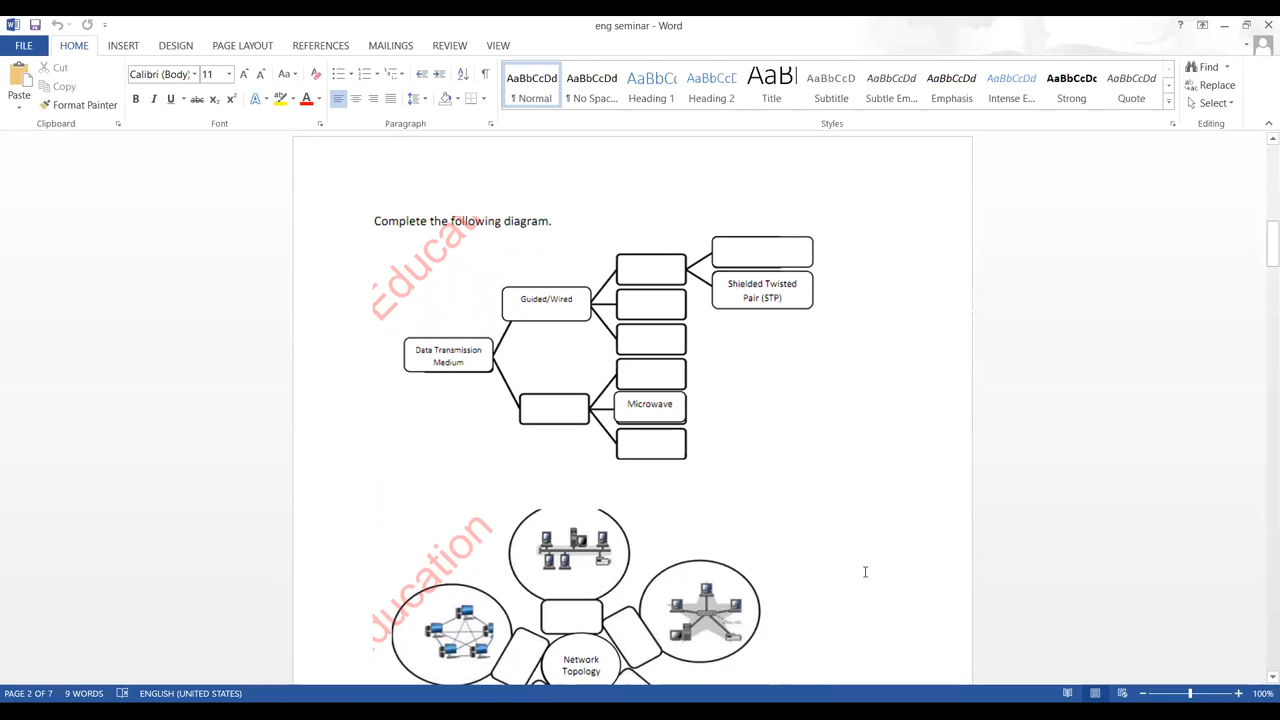 eng seminar - Word
FILE HOME INSERT DESIGN PAGE LAYOUT REFERENCES MAILINGS REVIEW VIEW
Cut
Copy
Paste
Format Painter
Calibri (Body) 11
AaBbCcDd AaBbCcDd AaBbCc AaBbCcC AaBl AaBbCcD AaBbCcDd AaBbCcDd AaBbCcDd AaBbCcDc AaBbCcDd
¶ Normal ¶ No Spac... Heading 1 Heading 2 Title Subtitle Subtle Em... Emphasis Intense E... Strong Quote
Find
Replace
Select
Clipboard Font Paragraph Styles Editing
Complete the following diagram.
Educat
Guided/Wired
Shielded Twisted
Pair (STP)
Data Transmission
Medium
Microwave
ducation
Network
Topology
PAGE 2 OF 7 9 WORDS ENGLISH (UNITED STATES) 100%